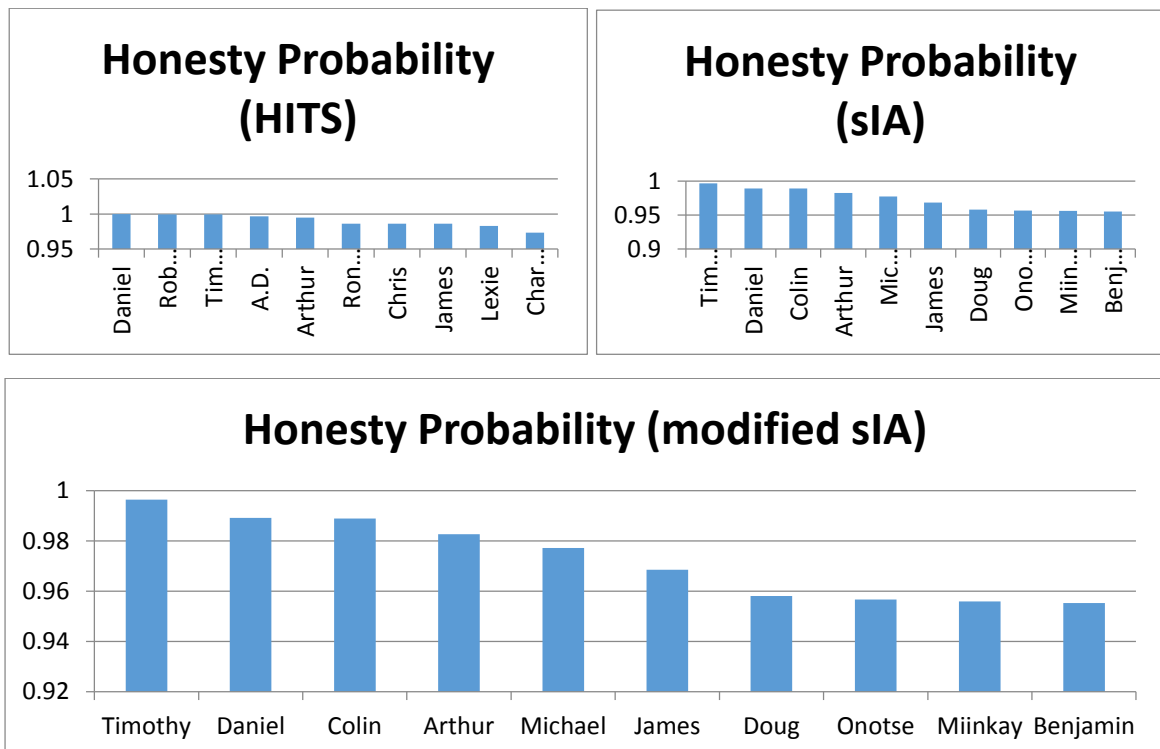 Honesty Probability
(HITS)
1.05
1
0.95
Daniel
Rob…
Tim…
A.D.
Arthur
Ron…
Chris
James
Lexie
Char…
Honesty Probability
(sIA)
1
0.95
0.9
Tim…
Daniel
Colin
Arthur
Mic…
James
Doug
Ono…
Miin…
Benj…
Honesty Probability (modified sIA)
1
0.98
0.96
0.94
0.92
Timothy Daniel Colin Arthur Michael James Doug Onotse Miinkay Benjamin